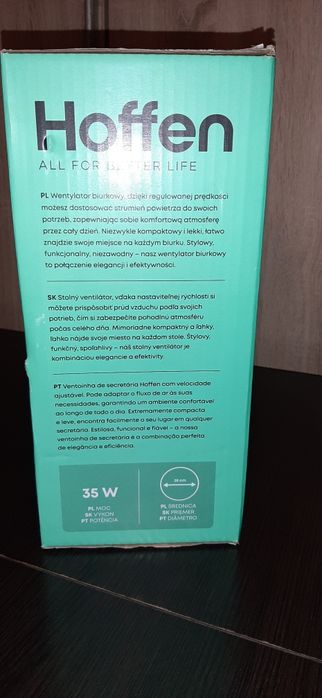 Hoffen
ALL FOR BETTER LIFE
PL Wentylator biurkowy, dzięki regulowanej prędkości
możesz dostosować strumień powietrza do swoich
potrzeb, zapewniając sobie komfortową atmosferę
przez cały dzień. Niezwykle kompaktowy i lekki, łatwo
znajdzie swoje miejsce na każdym biurku. Stylowy,
funkcjonalny, niezawodny – nasz wentylator biurkowy
to połączenie elegancji i efektywności.
SK Stolný ventilátor, vďaka nastaviteľnej rýchlosti si
môžete prispôsobiť prúd vzduchu podľa svojich
potrieb, čím si zabezpečíte pohodlnú atmosféru
počas celého dňa. Mimoriadne kompaktný a ľahký,
ľahko nájde svoje miesto na každom stole. Štýlový,
funkčný, spoľahlivý – náš stolný ventilátor je
kombináciou elegancie a efektivity.
PT Ventoinha de secretária Hoffen com velocidade
ajustável. Pode adaptar o fluxo de ar às suas
necessidades, garantindo um ambiente confortável
ao longo de todo o dia. Extremamente compacta
e leve, encontra facilmente o seu lugar em qualquer
secretária. Estilosa, funcional e fiável – a nossa
ventoinha de secretária é a combinação perfeita
de elegância e eficiência.
35 W
PL MOC
SK VÝKON
PT POTÊNCIA
cm
PL ŚREDNICA
SK PRIEMER
PT DIÂMETRO